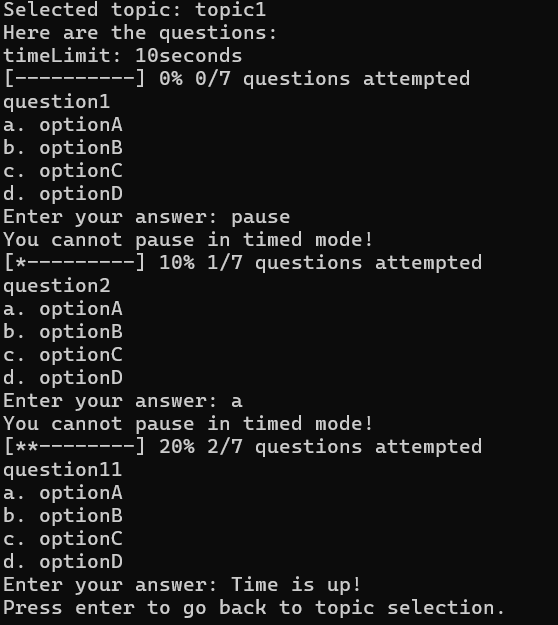 Selected topic: topic1
Here are the questions:
timeLimit: 10seconds
[----------] 0% 0/7 questions attempted
question1
a. optionA
b. optionB
c. optionC
d. optionD
Enter your answer: pause
You cannot pause in timed mode!
[*---------] 10% 1/7 questions attempted
question2
a. optionA
b. optionB
c. optionC
d. optionD
Enter your answer: a
You cannot pause in timed mode!
[**--------] 20% 2/7 questions attempted
question11
a. optionA
b. optionB
c. optionC
d. optionD
Enter your answer: Time is up!
Press enter to go back to topic selection.